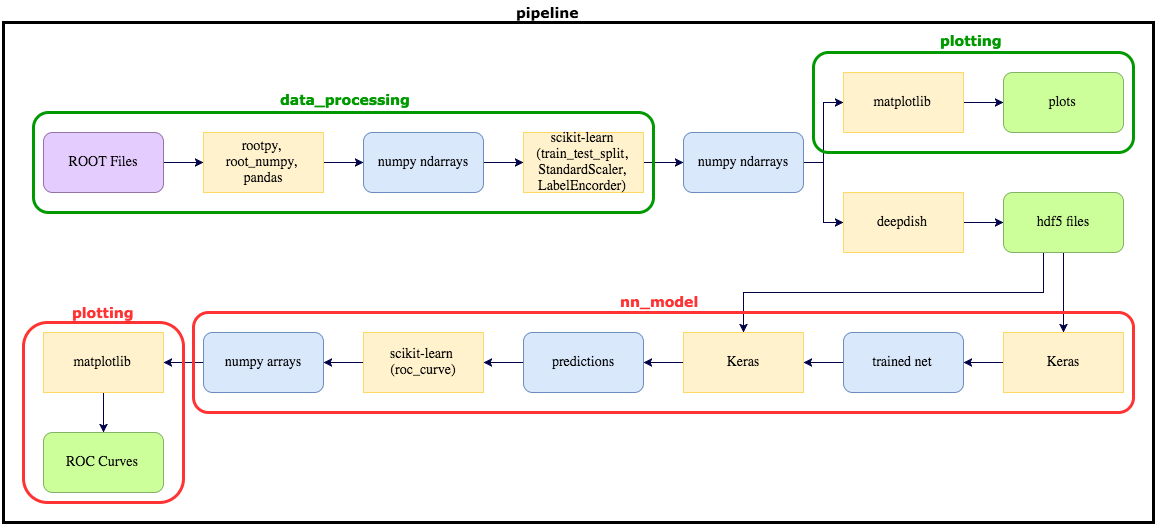 pipeline
plotting
data_processing
matplotlib
plots
ROOT Files
rootpy,
root_numpy,
pandas
numpy ndarrays
scikit-learn
(train_test_split,
StandardScaler,
LabelEncorder)
numpy ndarrays
deepdish
hdf5 files
nn_model
plotting
matplotlib
numpy arrays
scikit-learn
(roc_curve)
predictions
Keras
trained net
Keras
ROC Curves